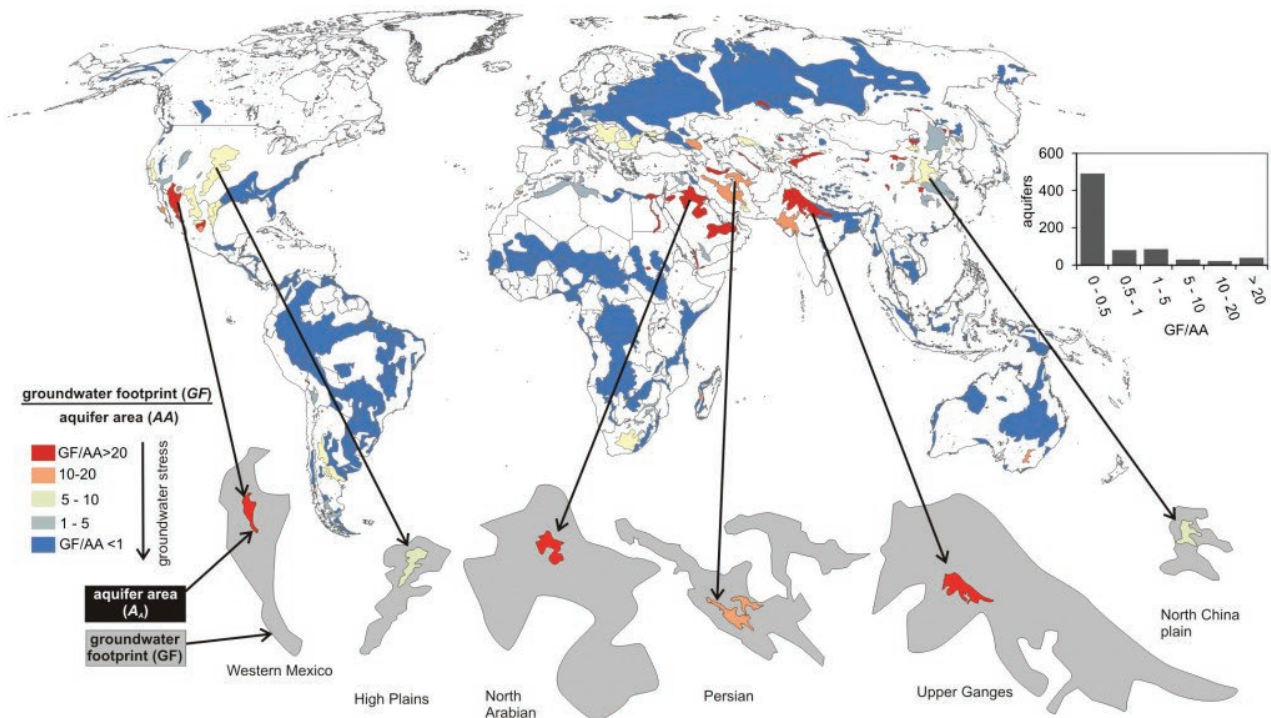 600
400
200
0
aquifers
0 - 0.5
0.5 - 1
1 - 5
5 - 10
10 - 20
> 20
GF/AA
groundwater footprint (GF)
aquifer area (AA)
GF/AA>20
10-20
5 - 10
1 - 5
GF/AA <1
groundwater stress
aquifer area
(AA)
groundwater
footprint (GF)
Western Mexico
High Plains
North
Arabian
Persian
Upper Ganges
North China
plain